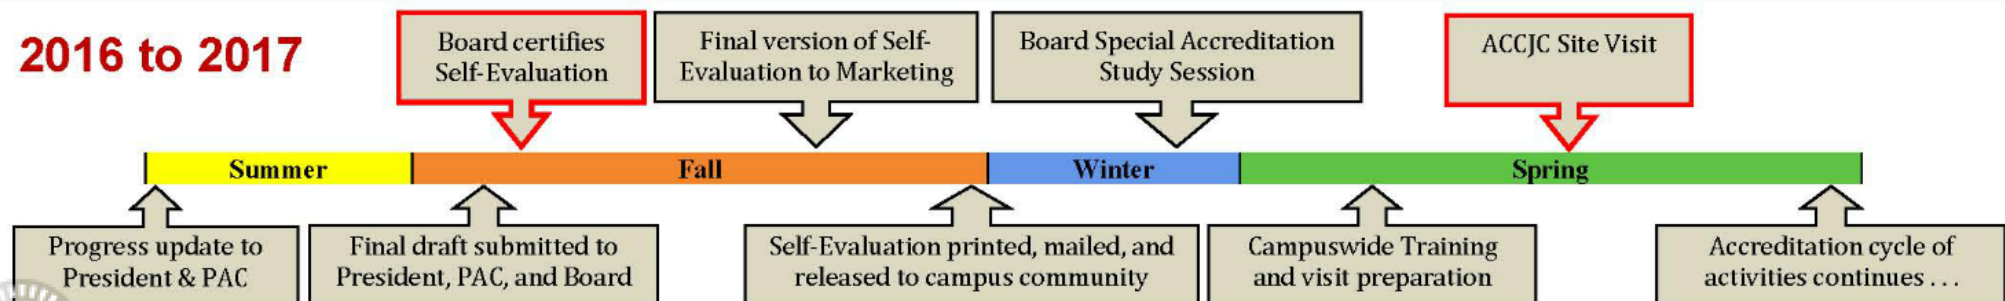 2016 to 2017
Board certifies
Self-Evaluation
Final version of Self-
Evaluation to Marketing
Board Special Accreditation
Study Session
ACCJC Site Visit
Summer
Fall
Winter
Spring
Progress update to
President & PAC
Final draft submitted to
President, PAC, and Board
Self-Evaluation printed, mailed, and
released to campus community
Campuswide Training
and visit preparation
Accreditation cycle of
activities continues ...